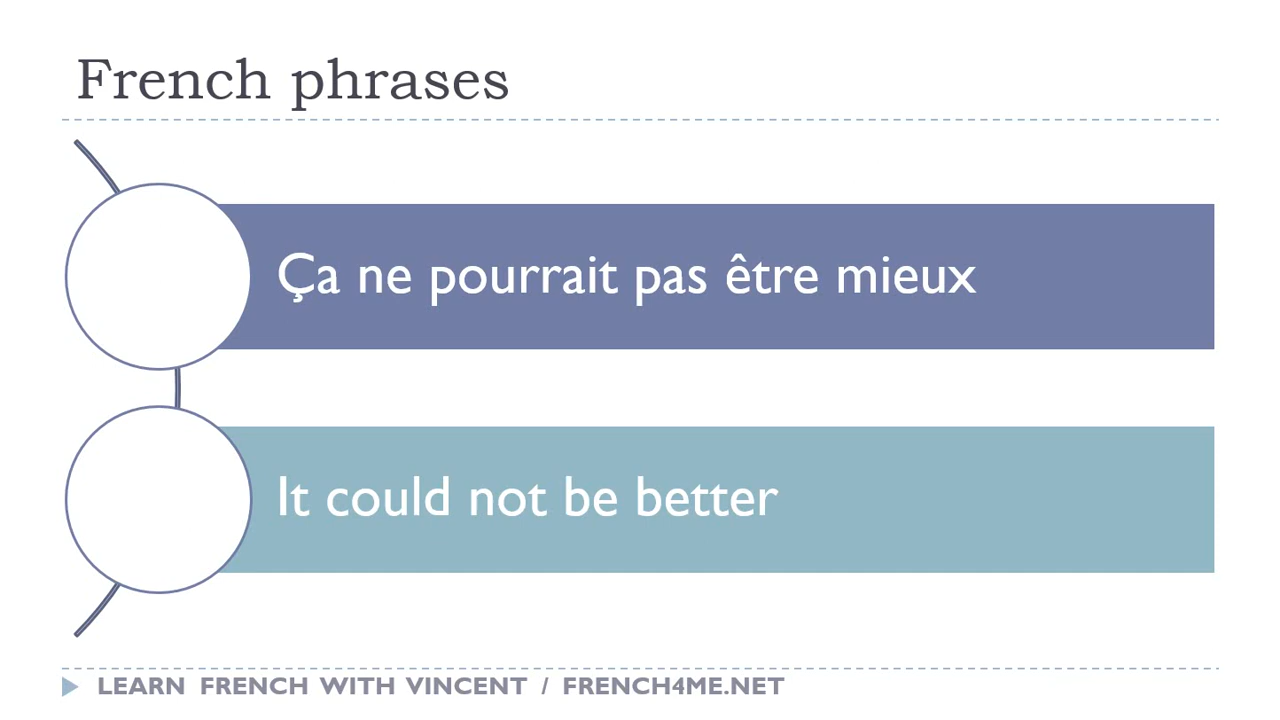 French phrases
Ça ne pourrait pas être mieux
It could not be better
LEARN FRENCH WITH VINCENT / FRENCH4ME.NET